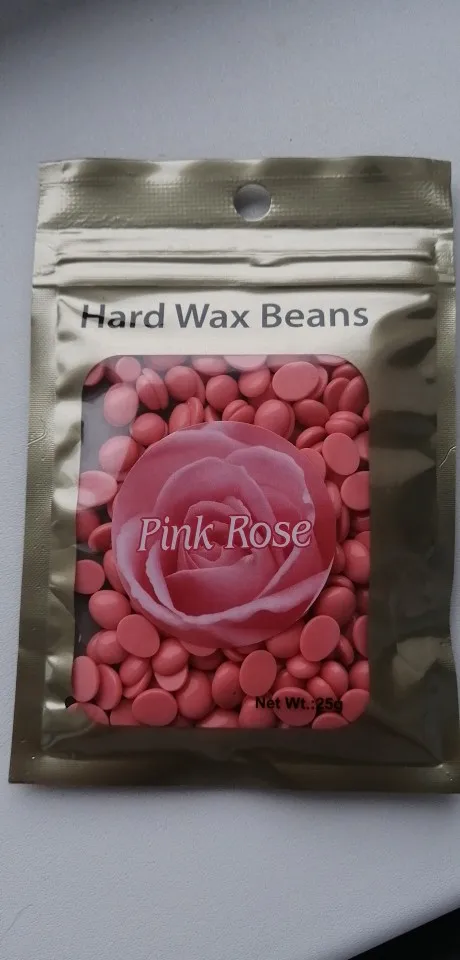 Hard Wax Beans
Pink Rose
Net Wt.:25g